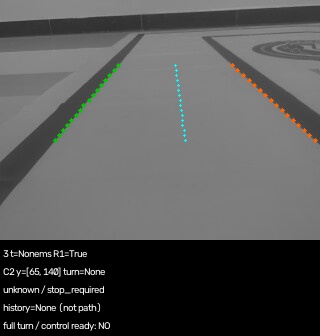 3 t=Nonems R1=True
C2 y=[65, 140] turn=None
unknown / stop_required
history=None (not path)
full turn / control ready: NO